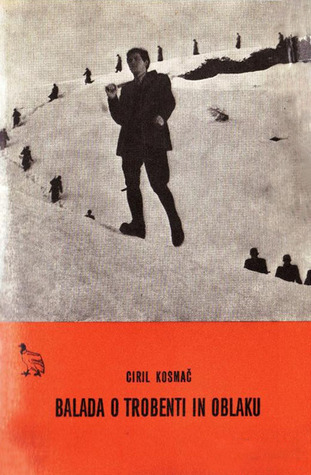 CIRIL KOSMAČ
BALADA O TROBENTI IN OBLAKU